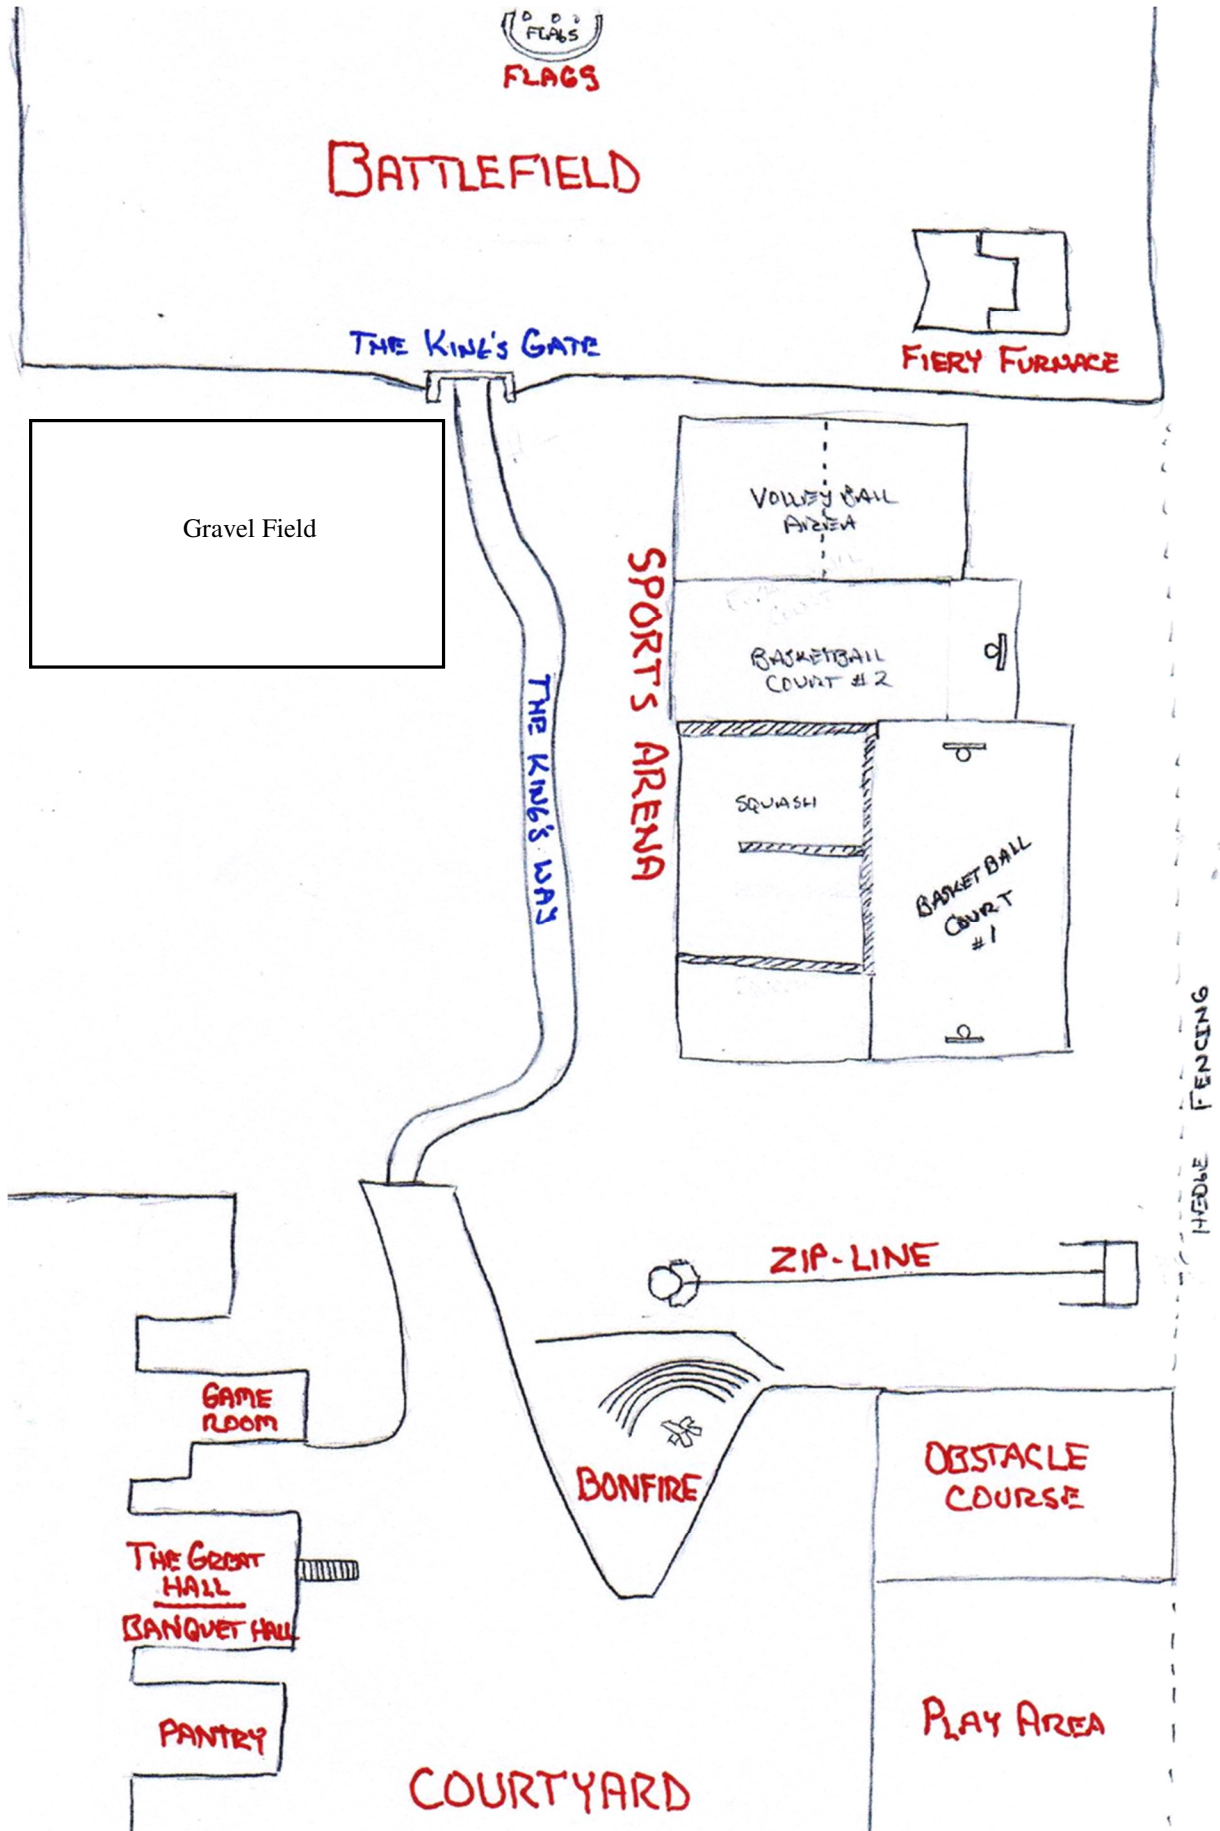 FLAGS
FLAGS
BATTLEFIELD
THE KING'S GATE
FIERY FURNACE
Gravel Field
VOLLEY BALL
AREA
SPORTS ARENA
BASKETBALL
COURT #2
THE KING'S WAY
SQUASH
BASKET BALL
COURT
#1
HEDGE FENCING
ZIP-LINE
GAME
ROOM
BONFIRE
OBSTACLE
COURSE
THE GREAT
HALL
BANQUET HALL
PANTRY
PLAY AREA
COURTYARD